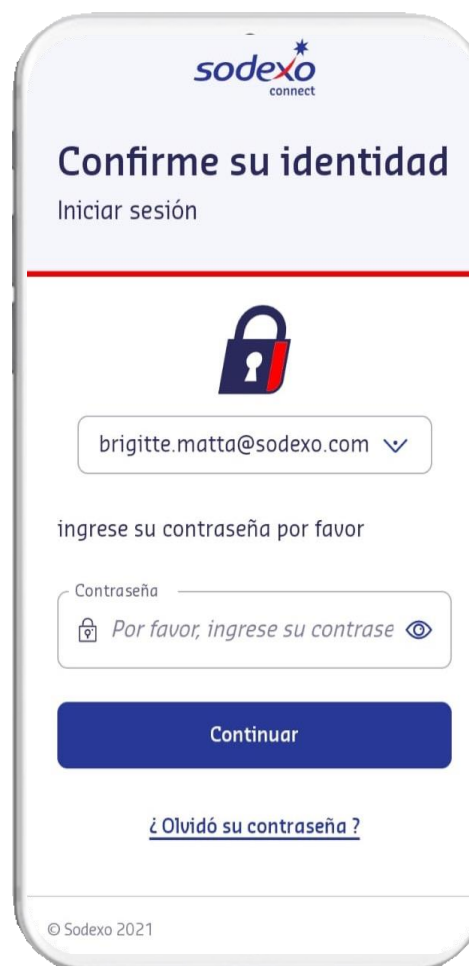 sodexo
connect
Confirme su identidad
Iniciar sesión
brigitte.matta@sodexo.com
ingrese su contraseña por favor
Contraseña
Por favor, ingrese su contrase
Continuar
¿ Olvidó su contraseña ?
© Sodexo 2021